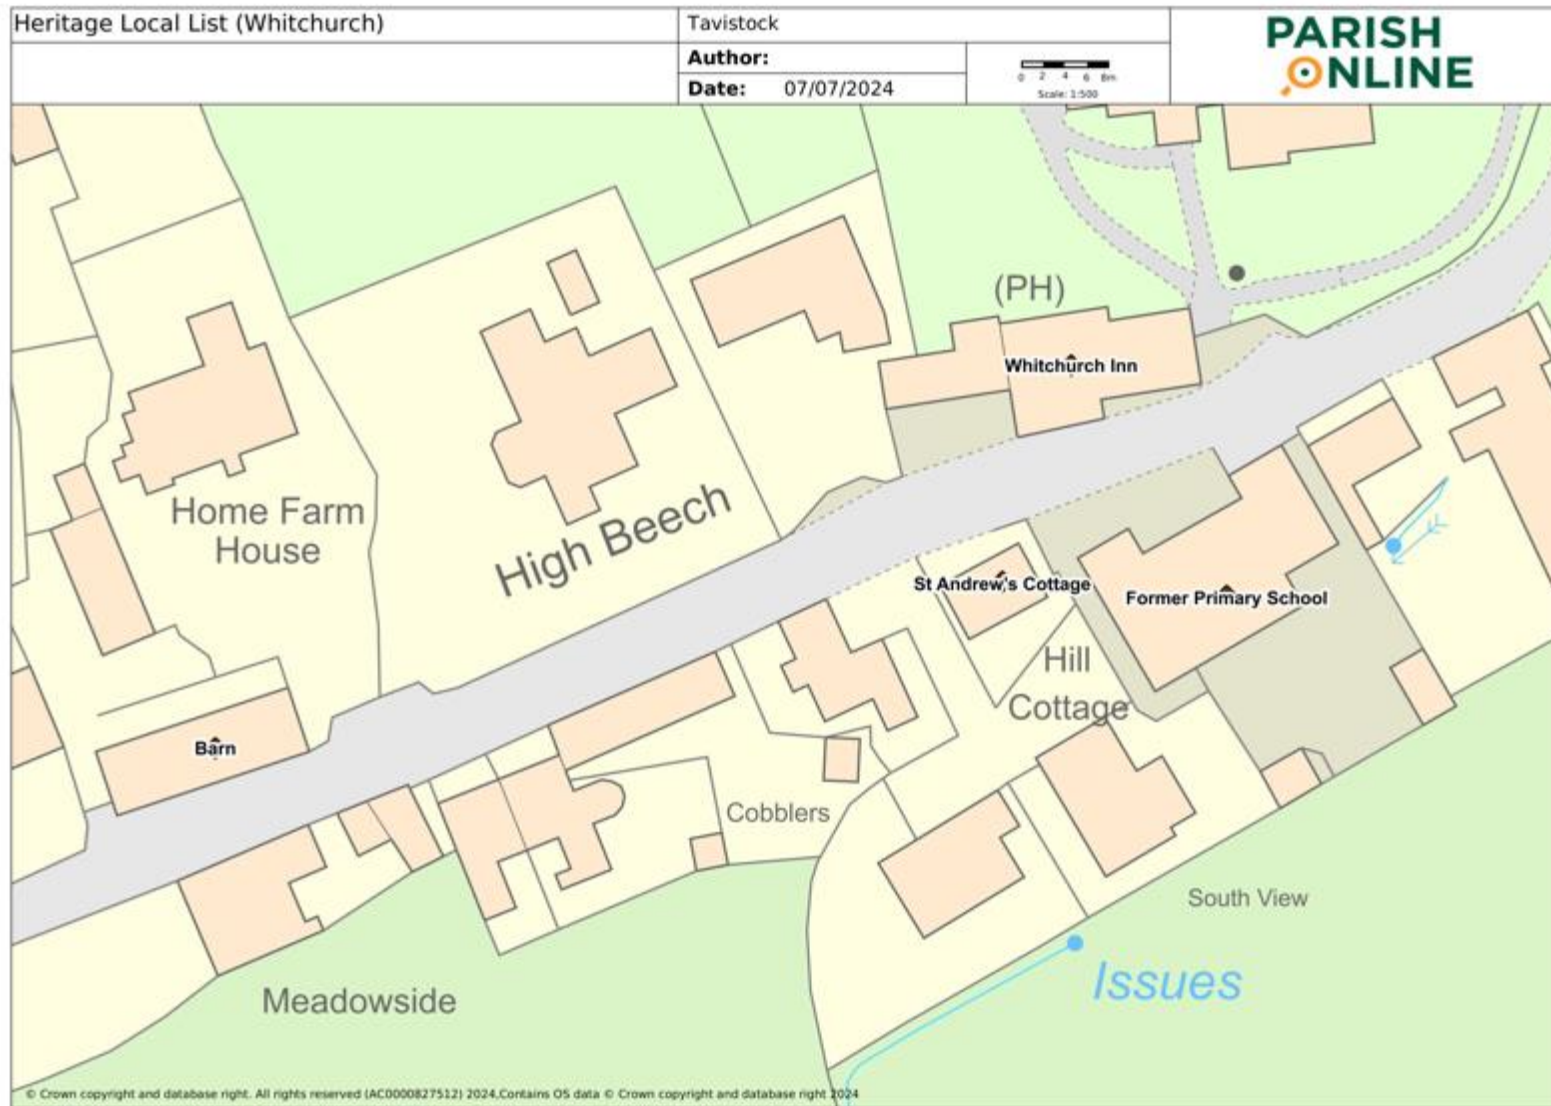 Heritage Local List (Whitchurch)
Tavistock
Author:
Date: 07/07/2024
0 2 4 6 8m
Scale: 1:500
PARISH
ONLINE
(PH)
Whitchurch Inn
Home Farm
House
High Beech
St Andrew's Cottage
Former Primary School
Hill
Cottage
Barn
Cobblers
South View
Issues
Meadowside
© Crown copyright and database right. All rights reserved (AC0000827512) 2024,Contains OS data © Crown copyright and database right 2024